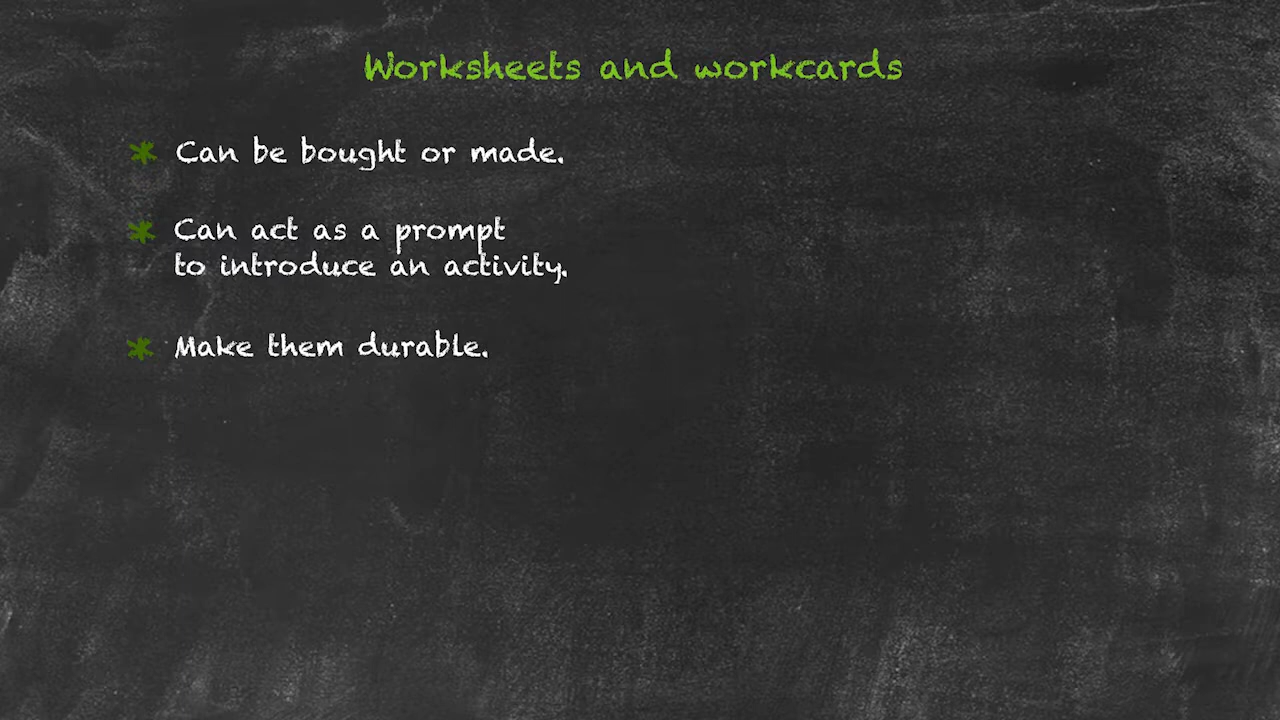 Worksheets and workcards
* Can be bought or made.
* Can act as a prompt
to introduce an activity.
* Make them durable.